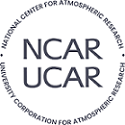 NATIONAL CENTER FOR ATMOSPHERIC RESEARCH
NCAR
UCAR
UNIVERSITY CORPORATION FOR ATMOSPHERIC RESEARCH